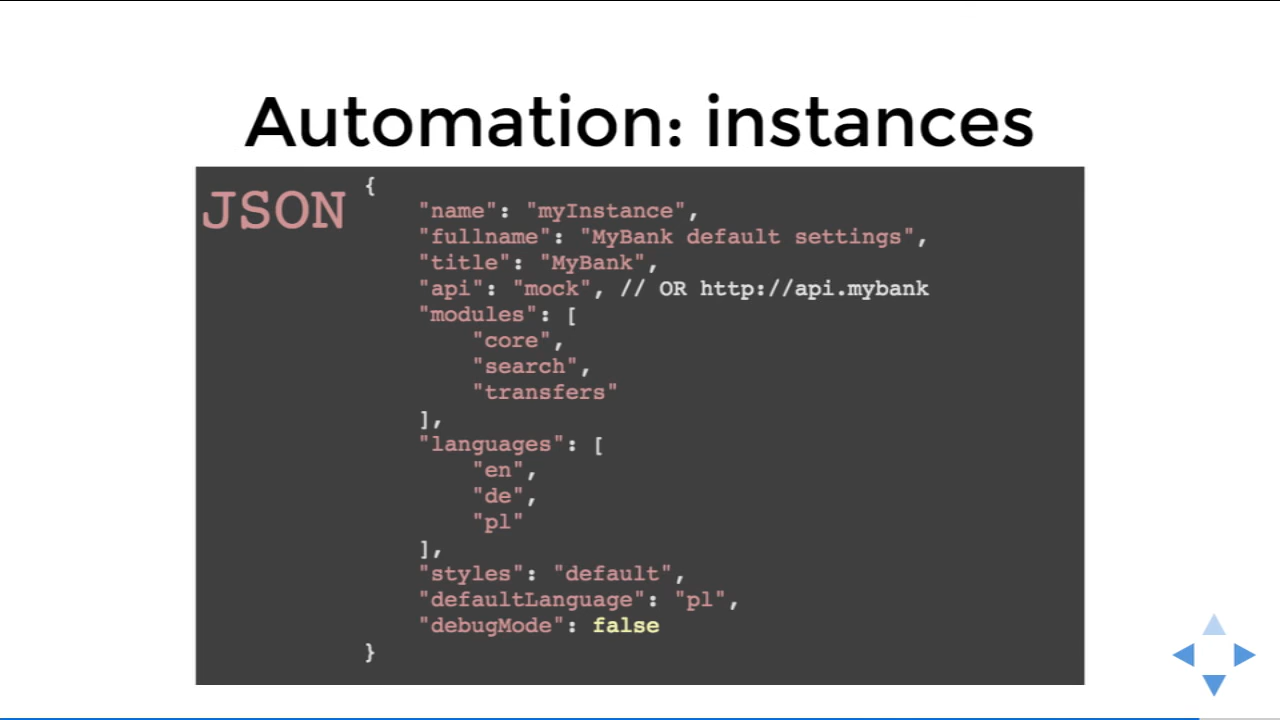 Automation: instances
JSON
{
    "name": "myInstance",
    "fullname": "MyBank default settings",
    "title": "MyBank",
    "api": "mock", // OR http://api.mybank
    "modules": [
        "core",
        "search",
        "transfers"
    ],
    "languages": [
        "en",
        "de",
        "pl"
    ],
    "styles": "default",
    "defaultLanguage": "pl",
    "debugMode": false
}